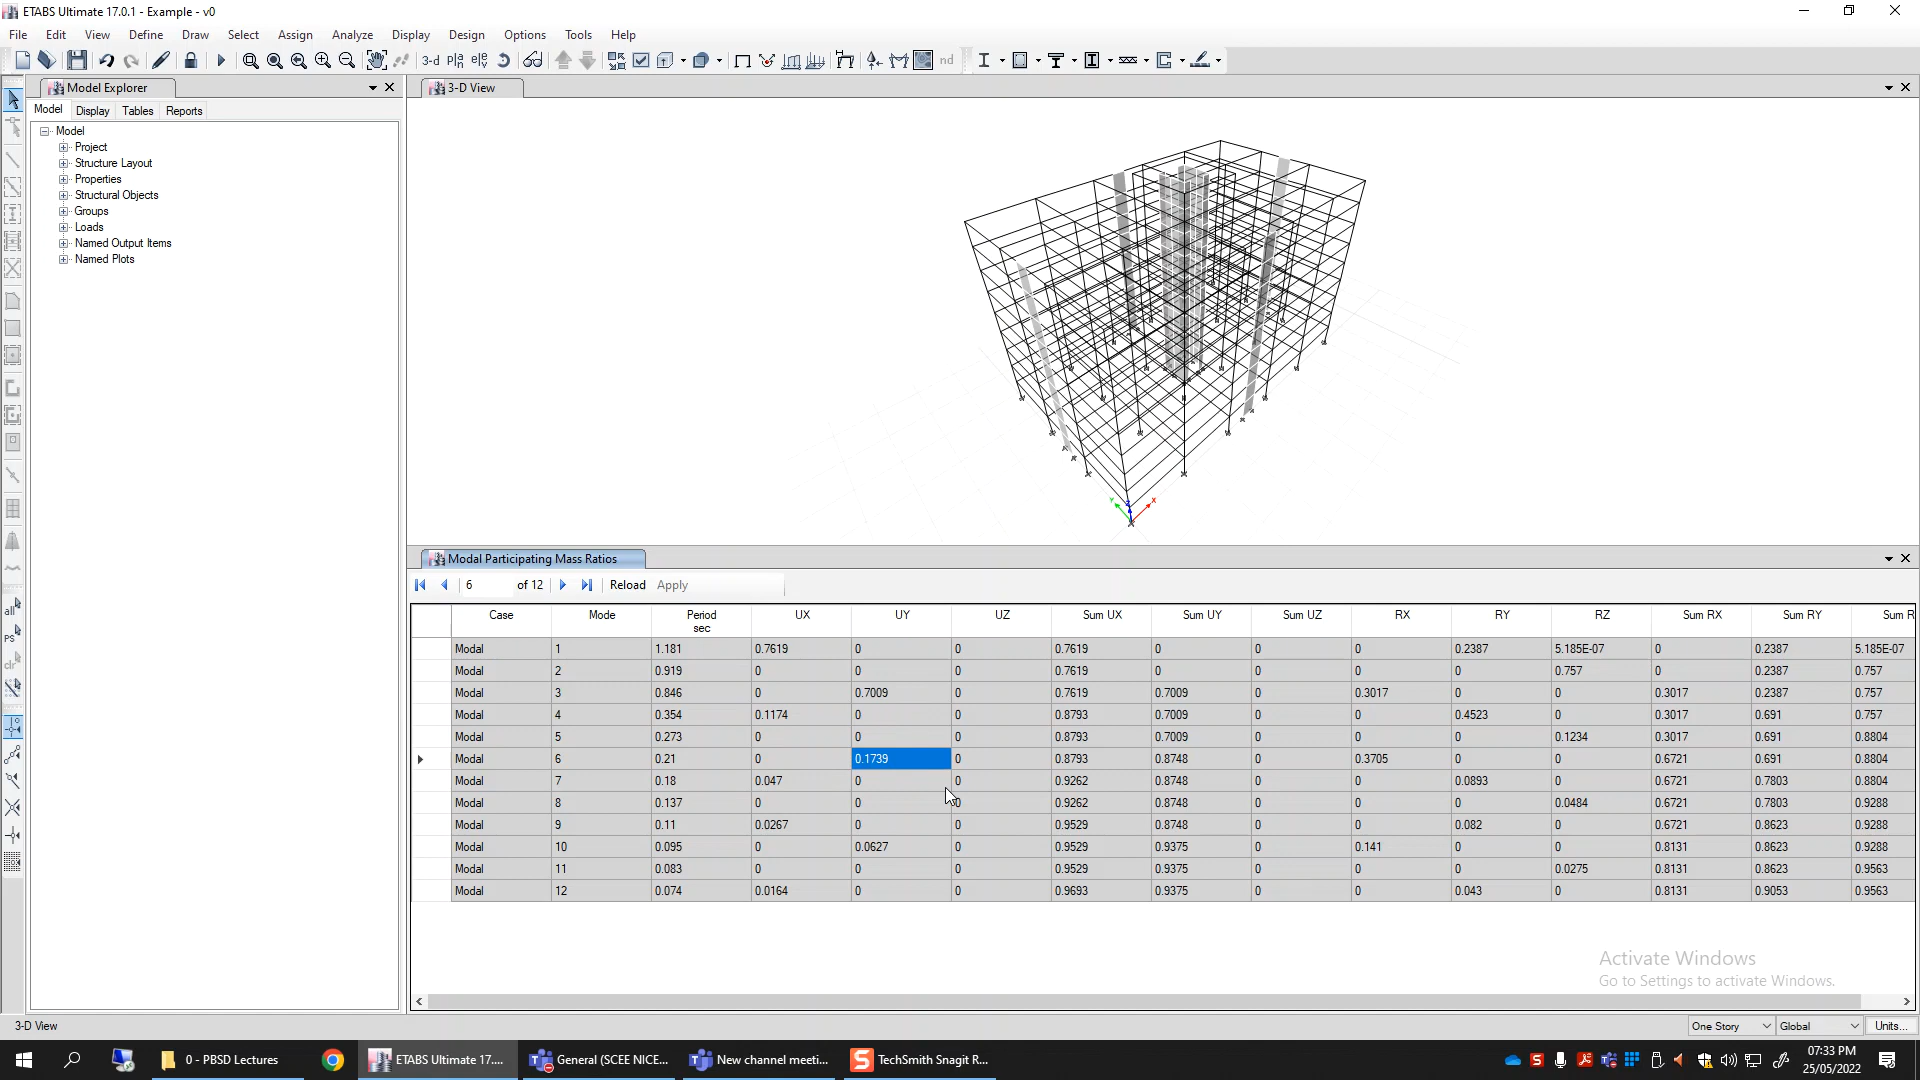 ETABS Ultimate 17.0.1 - Example - v0
File Edit View Define Draw Select Assign Analyze Display Design Options Tools Help
3-d pla ele nd
Model Explorer
3-D View
Model Display Tables Reports
Model
Project
Structure Layout
Properties
Structural Objects
Groups
Loads
Named Output Items
Named Plots
all
PS
clr
Y Z X
Modal Participating Mass Ratios
6 of 12 Reload Apply
Case Mode Period sec UX UY UZ Sum UX Sum UY Sum UZ RX RY RZ Sum RX Sum RY Sum R
Modal 1 1.181 0.7619 0 0 0.7619 0 0 0 0.2387 5.185E-07 0 0.2387 5.185E-07
Modal 2 0.919 0 0 0 0.7619 0 0 0 0 0.757 0 0.2387 0.757
Modal 3 0.846 0 0.7009 0 0.7619 0.7009 0 0.3017 0 0 0.3017 0.2387 0.757
Modal 4 0.354 0.1174 0 0 0.8793 0.7009 0 0 0.4523 0 0.3017 0.691 0.757
Modal 5 0.273 0 0 0 0.8793 0.7009 0 0 0 0.1234 0.3017 0.691 0.8804
Modal 6 0.21 0 0.1739 0 0.8793 0.8748 0 0.3705 0 0 0.6721 0.691 0.8804
Modal 7 0.18 0.047 0 0 0.9262 0.8748 0 0 0.0893 0 0.6721 0.7803 0.8804
Modal 8 0.137 0 0 0 0.9262 0.8748 0 0 0 0.0484 0.6721 0.7803 0.9288
Modal 9 0.11 0.0267 0 0 0.9529 0.8748 0 0 0.082 0 0.6721 0.8623 0.9288
Modal 10 0.095 0 0.0627 0 0.9529 0.9375 0 0.141 0 0 0.8131 0.8623 0.9288
Modal 11 0.083 0 0 0 0.9529 0.9375 0 0 0 0.0275 0.8131 0.8623 0.9563
Modal 12 0.074 0.0164 0 0 0.9693 0.9375 0 0 0.043 0 0.8131 0.9053 0.9563
Activate Windows
Go to Settings to activate Windows.
3-D View One Story Global Units...
0 - PBSD Lectures ETABS Ultimate 17.... General (SCEE NICE... New channel meeti... TechSmith Snagit R...
07:33 PM
25/05/2022